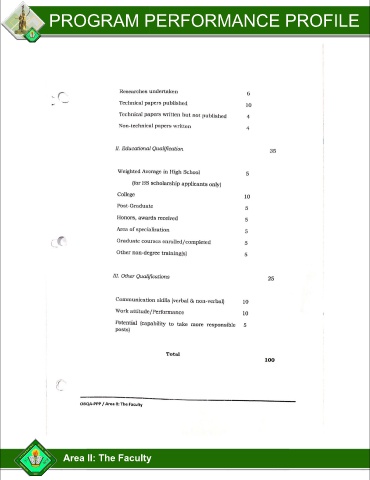 PROGRAM PERFORMANCE PROFILE
Researches undertaken 6
Technical papers published 10
Technical papers written but not published 4
Non-technical papers written 4
II. Educational Qualification 35
Weighted Average in High School 5
(for HS scholarship applicants only)
College 10
Post-Graduate 5
Honors, awards received 5
Area of specialization 5
Graduate courses enrolled/completed 5
Other non-degree training(s) 5
III. Other Qualifications 25
Communication skills (verbal & non-verbal) 10
Work attitude/Performance 10
Potential (capability to take more responsible 5
posts)
Total
100
OEQA-PPP / Area II: The Faculty
Area II: The Faculty